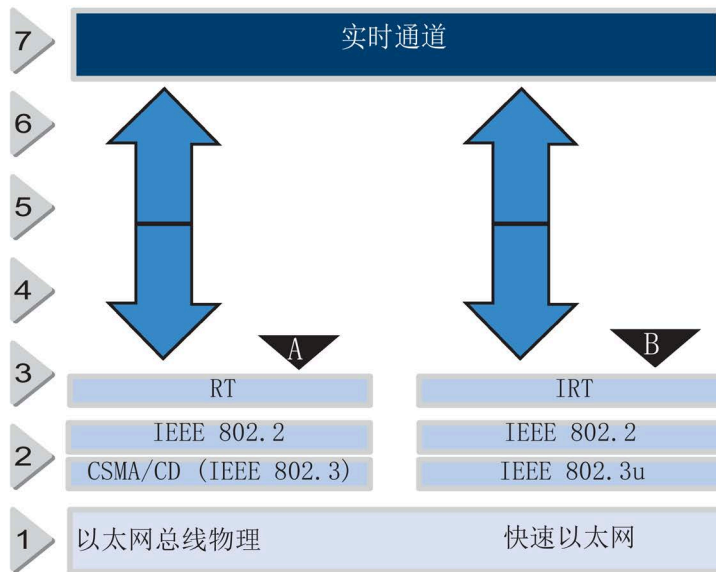 7
实时通道
6
5
4
A
B
3
RT
IRT
IEEE 802.2
IEEE 802.2
2
CSMA/CD (IEEE 802.3)
IEEE 802.3u
1
以太网总线物理
快速以太网